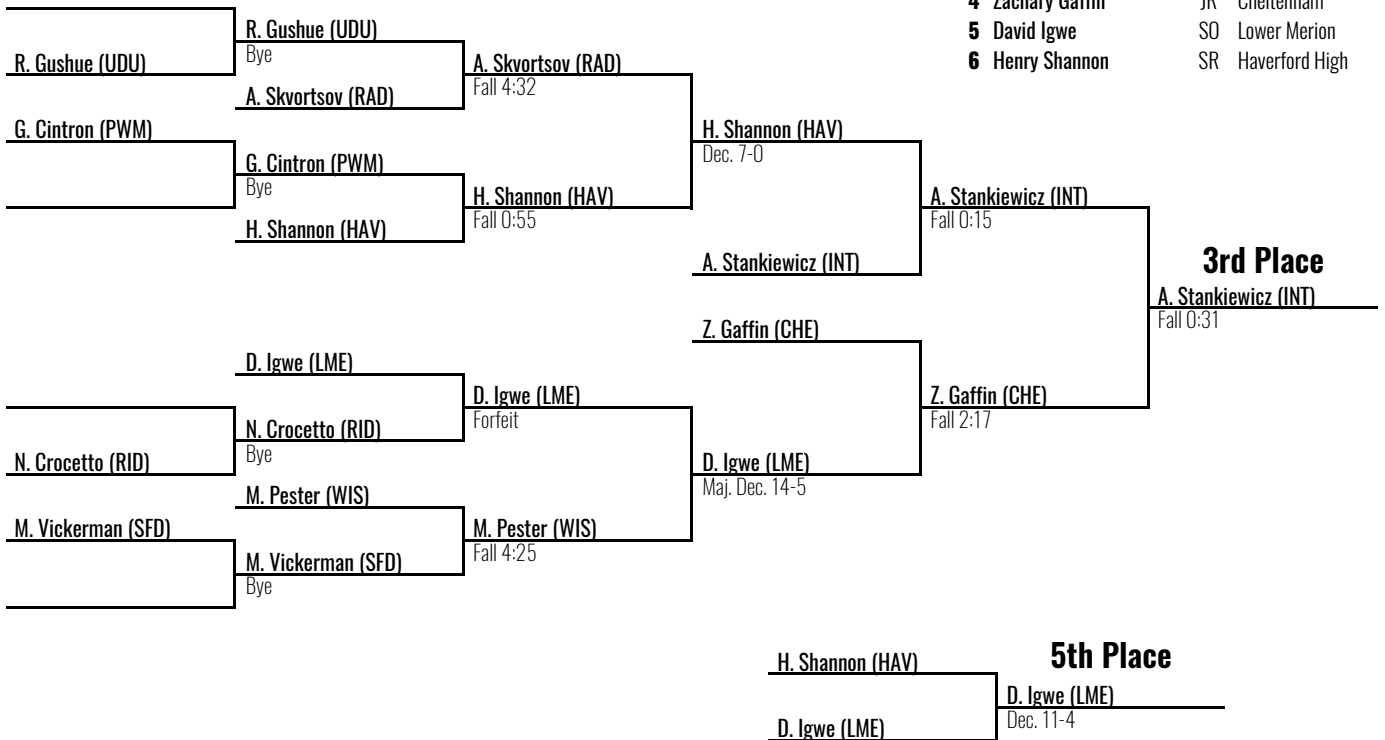 4 Zachary Gaffin JR Cheltenham
5 David Igwe SO Lower Merion
6 Henry Shannon SR Haverford High
R. Gushue (UDU)
Bye
R. Gushue (UDU)
A. Skvortsov (RAD)
Fall 4:32
A. Skvortsov (RAD)
G. Cintron (PWM)
H. Shannon (HAV)
Dec. 7-0
G. Cintron (PWM)
Bye
H. Shannon (HAV)
Fall 0:55
A. Stankiewicz (INT)
Fall 0:15
H. Shannon (HAV)
A. Stankiewicz (INT)
3rd Place
A. Stankiewicz (INT)
Fall 0:31
Z. Gaffin (CHE)
D. Igwe (LME)
D. Igwe (LME)
Forfeit
Z. Gaffin (CHE)
Fall 2:17
N. Crocetto (RID)
Bye
N. Crocetto (RID)
D. Igwe (LME)
Maj. Dec. 14-5
M. Pester (WIS)
M. Vickerman (SFD)
M. Pester (WIS)
Fall 4:25
M. Vickerman (SFD)
Bye
5th Place
H. Shannon (HAV)
D. Igwe (LME)
Dec. 11-4
D. Igwe (LME)